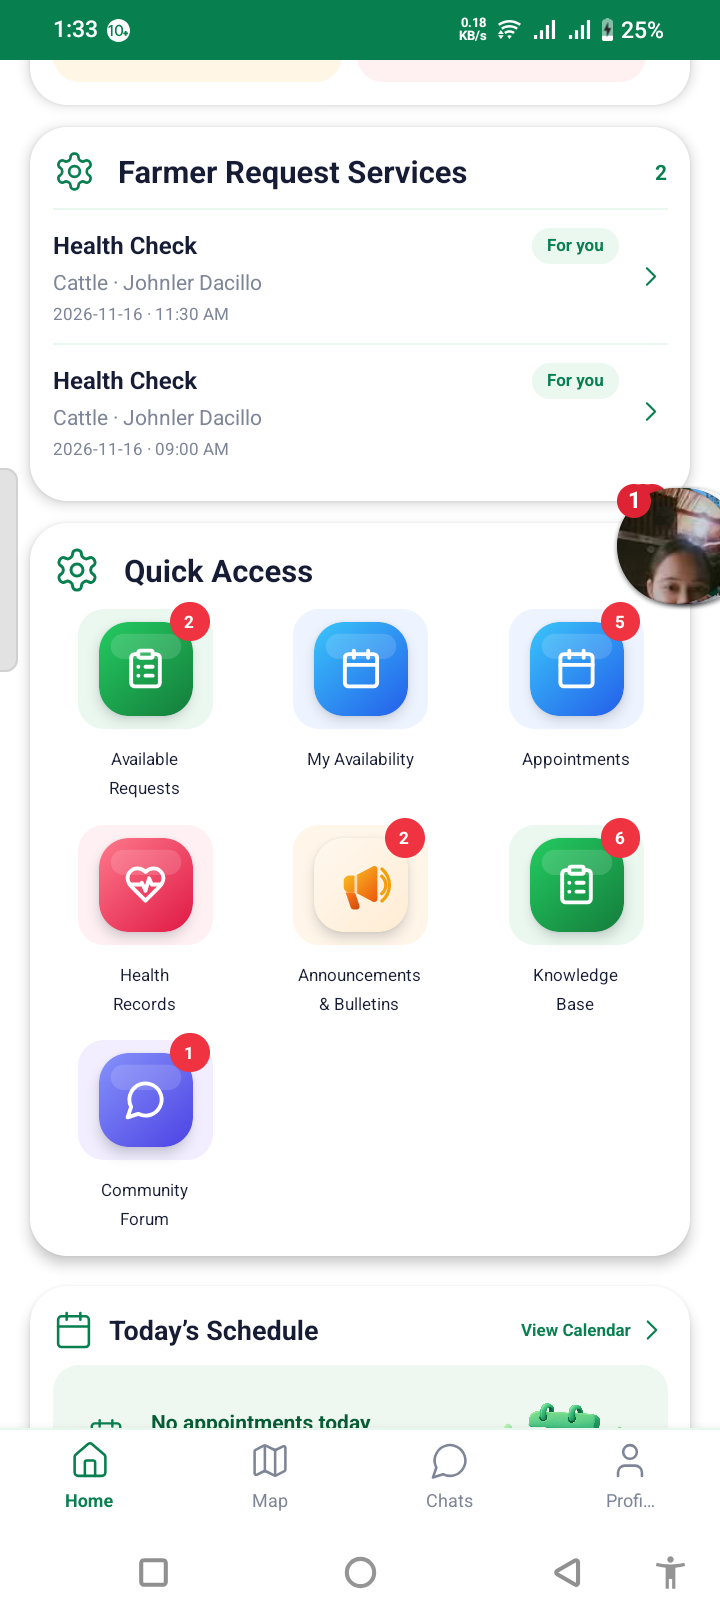 1:33 10. 0.18 KB/s 25%
Farmer Request Services 2
Health Check For you
Cattle · Johnler Dacillo
2026-11-16 · 11:30 AM
Health Check For you
Cattle · Johnler Dacillo
2026-11-16 · 09:00 AM
1
Quick Access
2 5
Available Requests
My Availability
Appointments
2 6
Health Records
Announcements & Bulletins
Knowledge Base
1
Community Forum
Today’s Schedule View Calendar
No appointments today
Home Map Chats Profi...